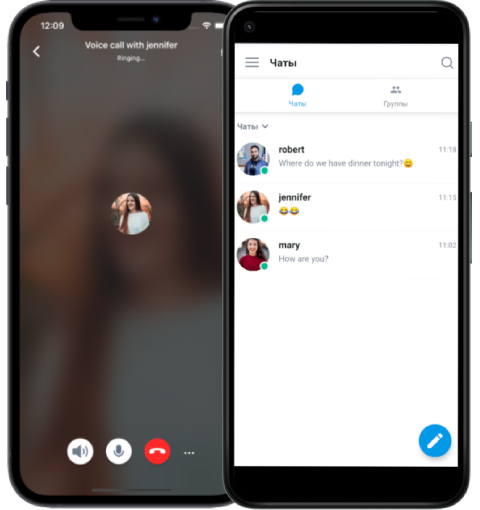 12:09
Voice call with jennifer
Ringing...
Чаты
Чаты
Группы
Чаты
robert
11:18
Where do we have dinner tonight?😀
jennifer
11:15
😂😂
mary
11:02
How are you?